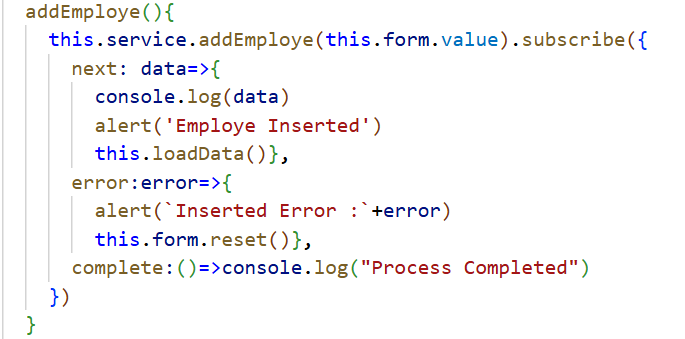 addEmploye(){
this.service.addEmploye(this.form.value).subscribe({
next: data=>{
console.log(data)
alert('Employe Inserted')
this.loadData()},
error:error=>{
alert(`Inserted Error :`+error)
this.form.reset()},
complete:()=>console.log("Process Completed")
})
}